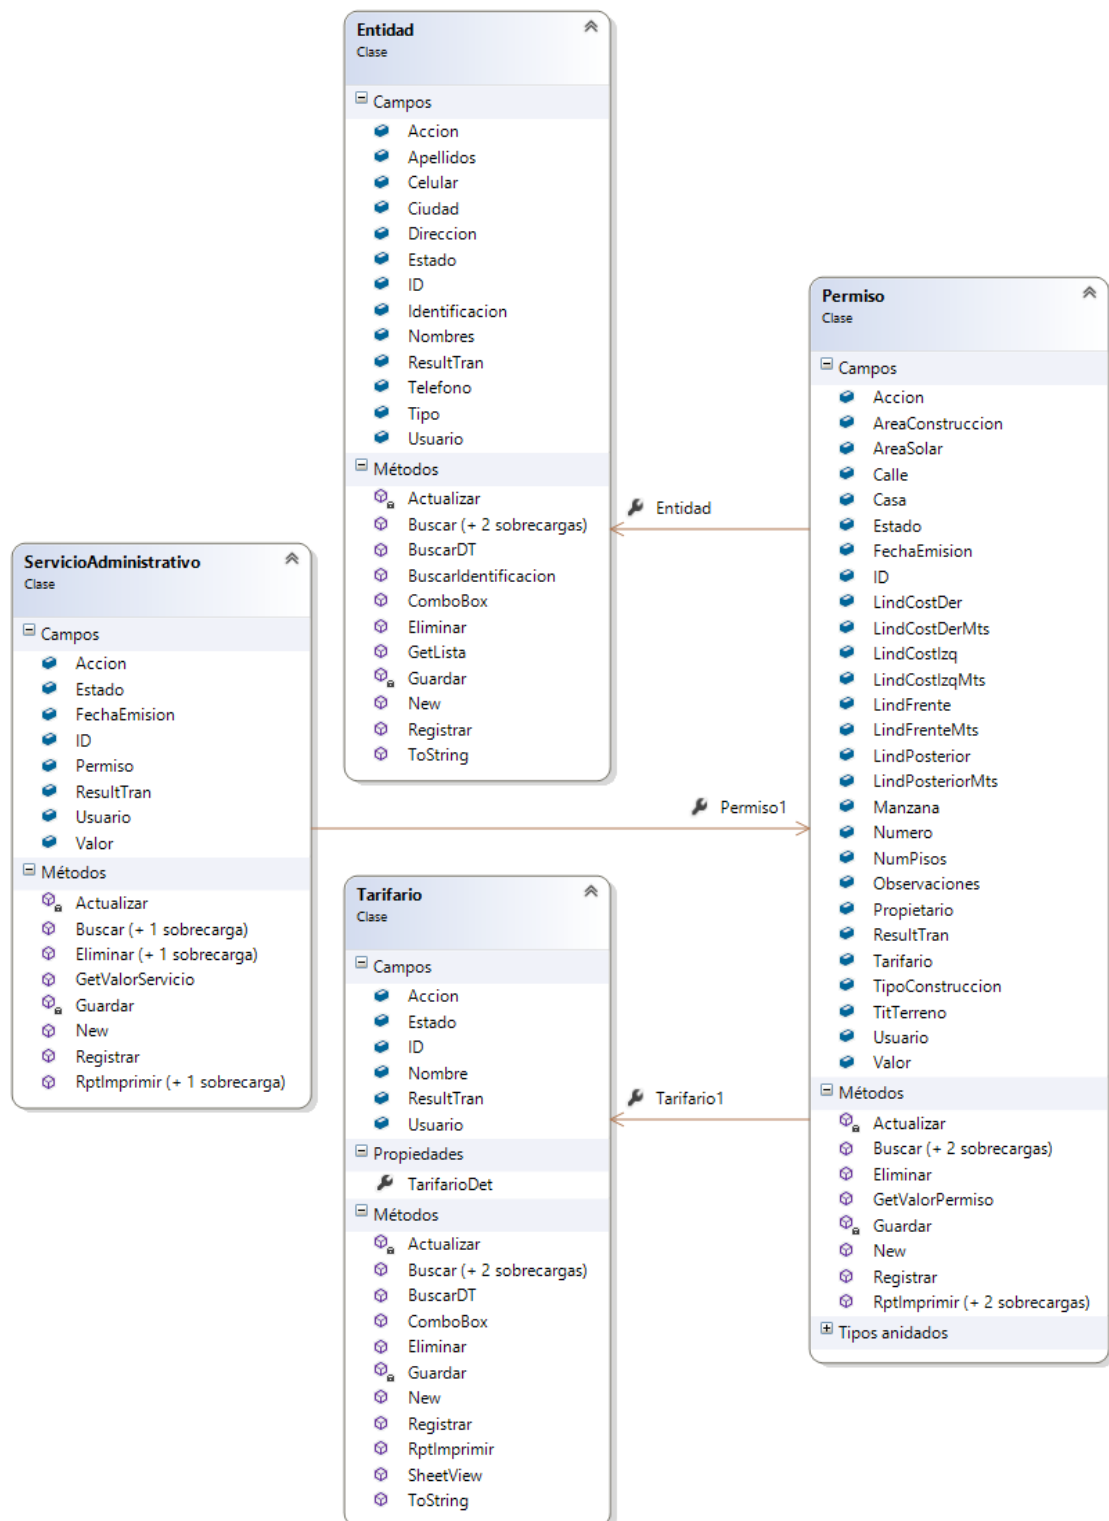 Entidad
Clase
Campos
Accion
Apellidos
Celular
Ciudad
Direccion
Estado
ID
Identificacion
Nombres
ResultTran
Telefono
Tipo
Usuario
Métodos
Actualizar
Buscar (+ 2 sobrecargas)
BuscarDT
BuscarIdentificacion
ComboBox
Eliminar
GetLista
Guardar
New
Registrar
ToString
Entidad
ServicioAdministrativo
Clase
Campos
Accion
Estado
FechaEmision
ID
Permiso
ResultTran
Usuario
Valor
Métodos
Actualizar
Buscar (+ 1 sobrecarga)
Eliminar (+ 1 sobrecarga)
GetValorServicio
Guardar
New
Registrar
RptImprimir (+ 1 sobrecarga)
Permiso1
Tarifario
Clase
Campos
Accion
Estado
ID
Nombre
ResultTran
Usuario
Propiedades
TarifarioDet
Métodos
Actualizar
Buscar (+ 2 sobrecargas)
BuscarDT
ComboBox
Eliminar
Guardar
New
Registrar
RptImprimir
SheetView
ToString
Tarifario1
Permiso
Clase
Campos
Accion
AreaConstruccion
AreaSolar
Calle
Casa
Estado
FechaEmision
ID
LindCostDer
LindCostDerMts
LindCostIzq
LindCostIzqMts
LindFrente
LindFrenteMts
LindPosterior
LindPosteriorMts
Manzana
Numero
NumPisos
Observaciones
Propietario
ResultTran
Tarifario
TipoConstruccion
TitTerreno
Usuario
Valor
Métodos
Actualizar
Buscar (+ 2 sobrecargas)
Eliminar
GetValorPermiso
Guardar
New
Registrar
RptImprimir (+ 2 sobrecargas)
Tipos anidados